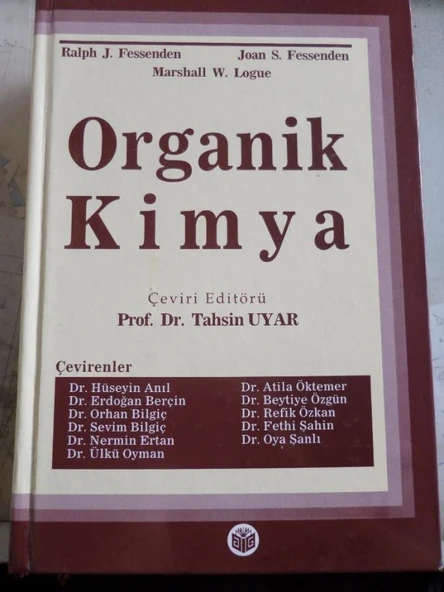 Ralph J. Fessenden Joan S. Fessenden
Marshall W. Logue
Organik
Kimya
Çeviri Editörü
Prof. Dr. Tahsin UYAR
Çevirenler
Dr. Hüseyin Anıl
Dr. Erdoğan Berçin
Dr. Orhan Bilgiç
Dr. Sevim Bilgiç
Dr. Nermin Ertan
Dr. Ülkü Oyman
Dr. Atila Öktemer
Dr. Beytiye Özgün
Dr. Refik Özkan
Dr. Fethi Şahin
Dr. Oya Şanlı